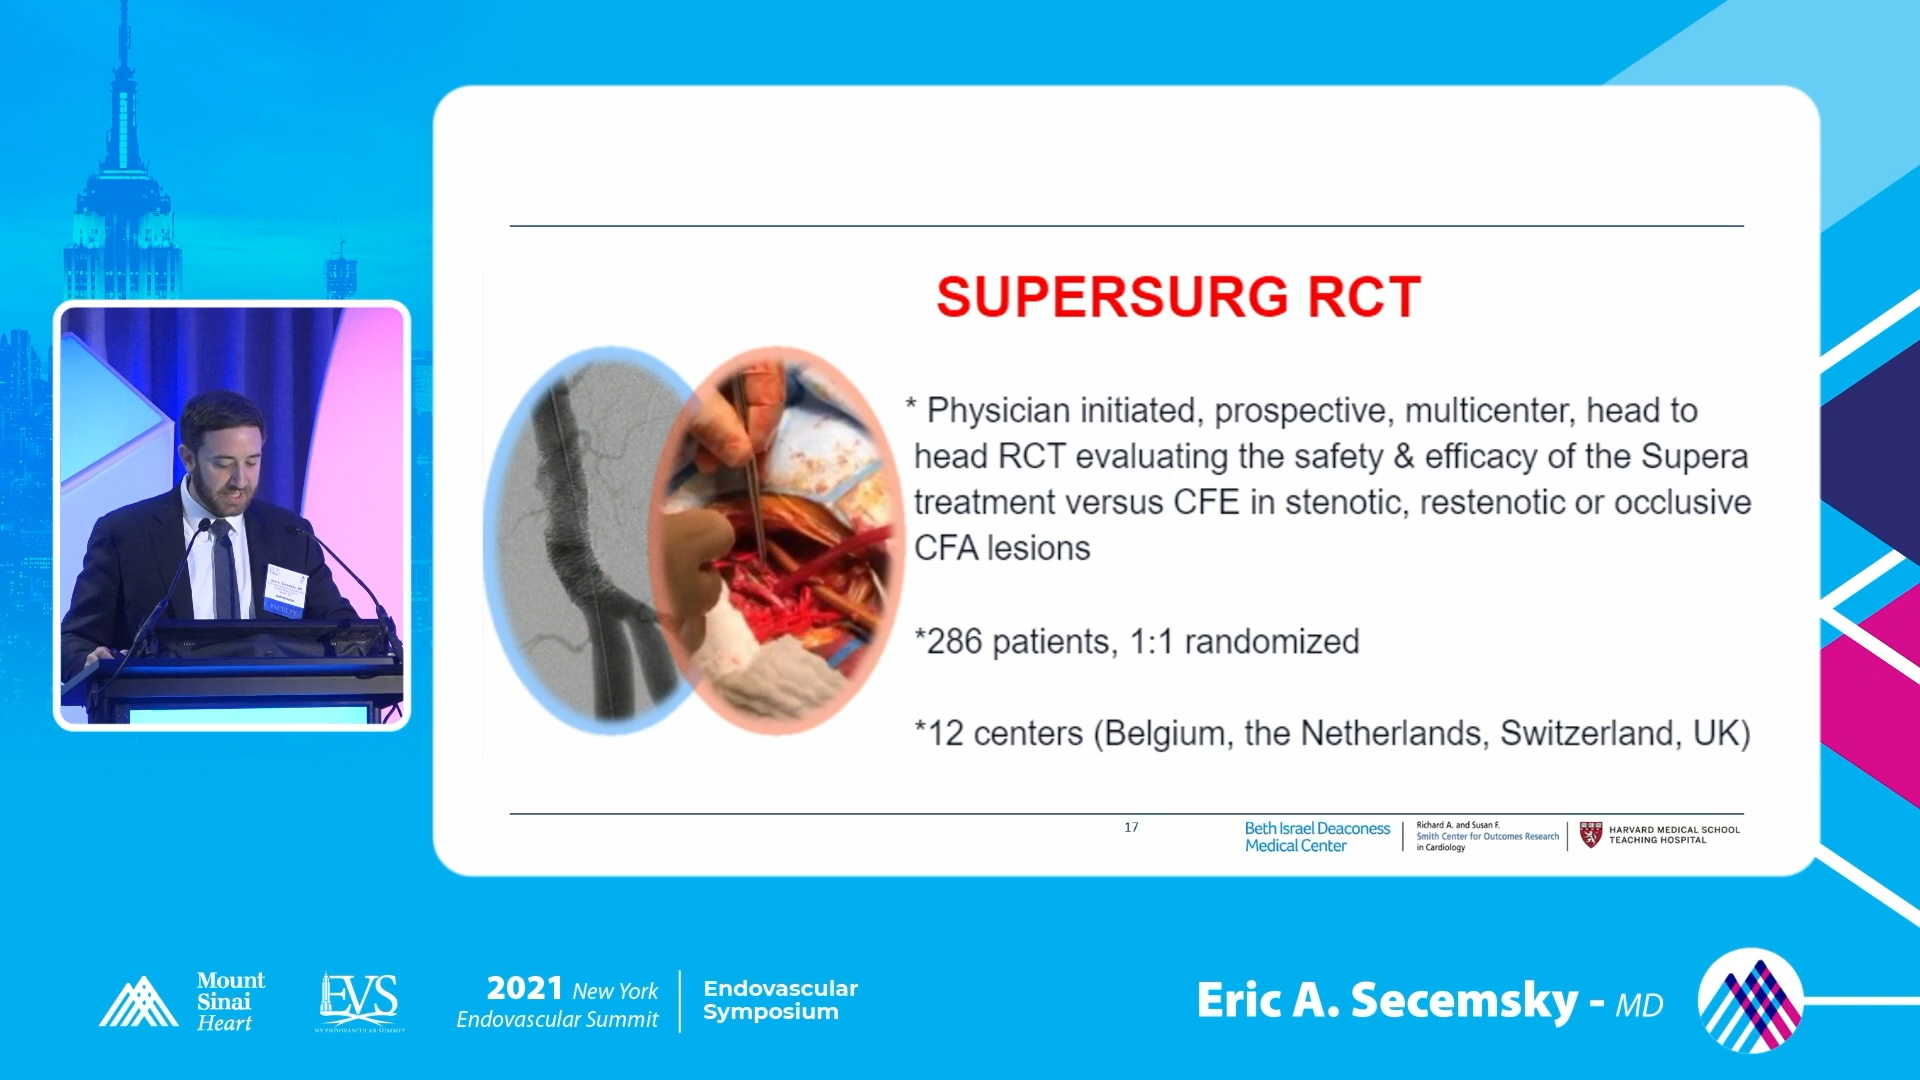 SUPERSURG RCT
* Physician initiated, prospective, multicenter, head to
head RCT evaluating the safety & efficacy of the Supera
treatment versus CFE in stenotic, restenotic or occlusive
CFA lesions
*286 patients, 1:1 randomized
*12 centers (Belgium, the Netherlands, Switzerland, UK)
17
Beth Israel Deaconess
Medical Center
Richard A. and Susan F.
Smith Center for Outcomes Research
in Cardiology
HARVARD MEDICAL SCHOOL
TEACHING HOSPITAL
FACULTY
Mount
Sinai
Heart
EVS
NY ENDOVASCULAR SUMMIT
2021 New York
Endovascular Summit
Endovascular
Symposium
Eric A. Secemsky - MD